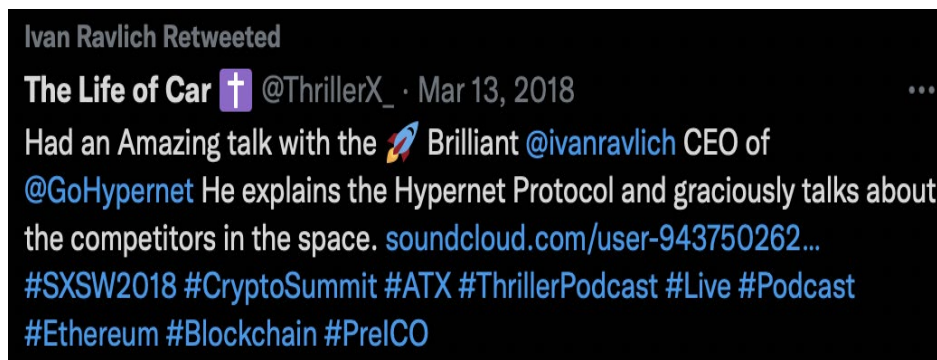 Ivan Ravlich Retweeted
The Life of Car ✝️ @ThrillerX_ · Mar 13, 2018 ...
Had an Amazing talk with the 🚀 Brilliant @ivanravlich CEO of
@GoHypernet He explains the Hypernet Protocol and graciously talks about
the competitors in the space. soundcloud.com/user-943750262...
#SXSW2018 #CryptoSummit #ATX #ThrillerPodcast #Live #Podcast
#Ethereum #Blockchain #PreICO